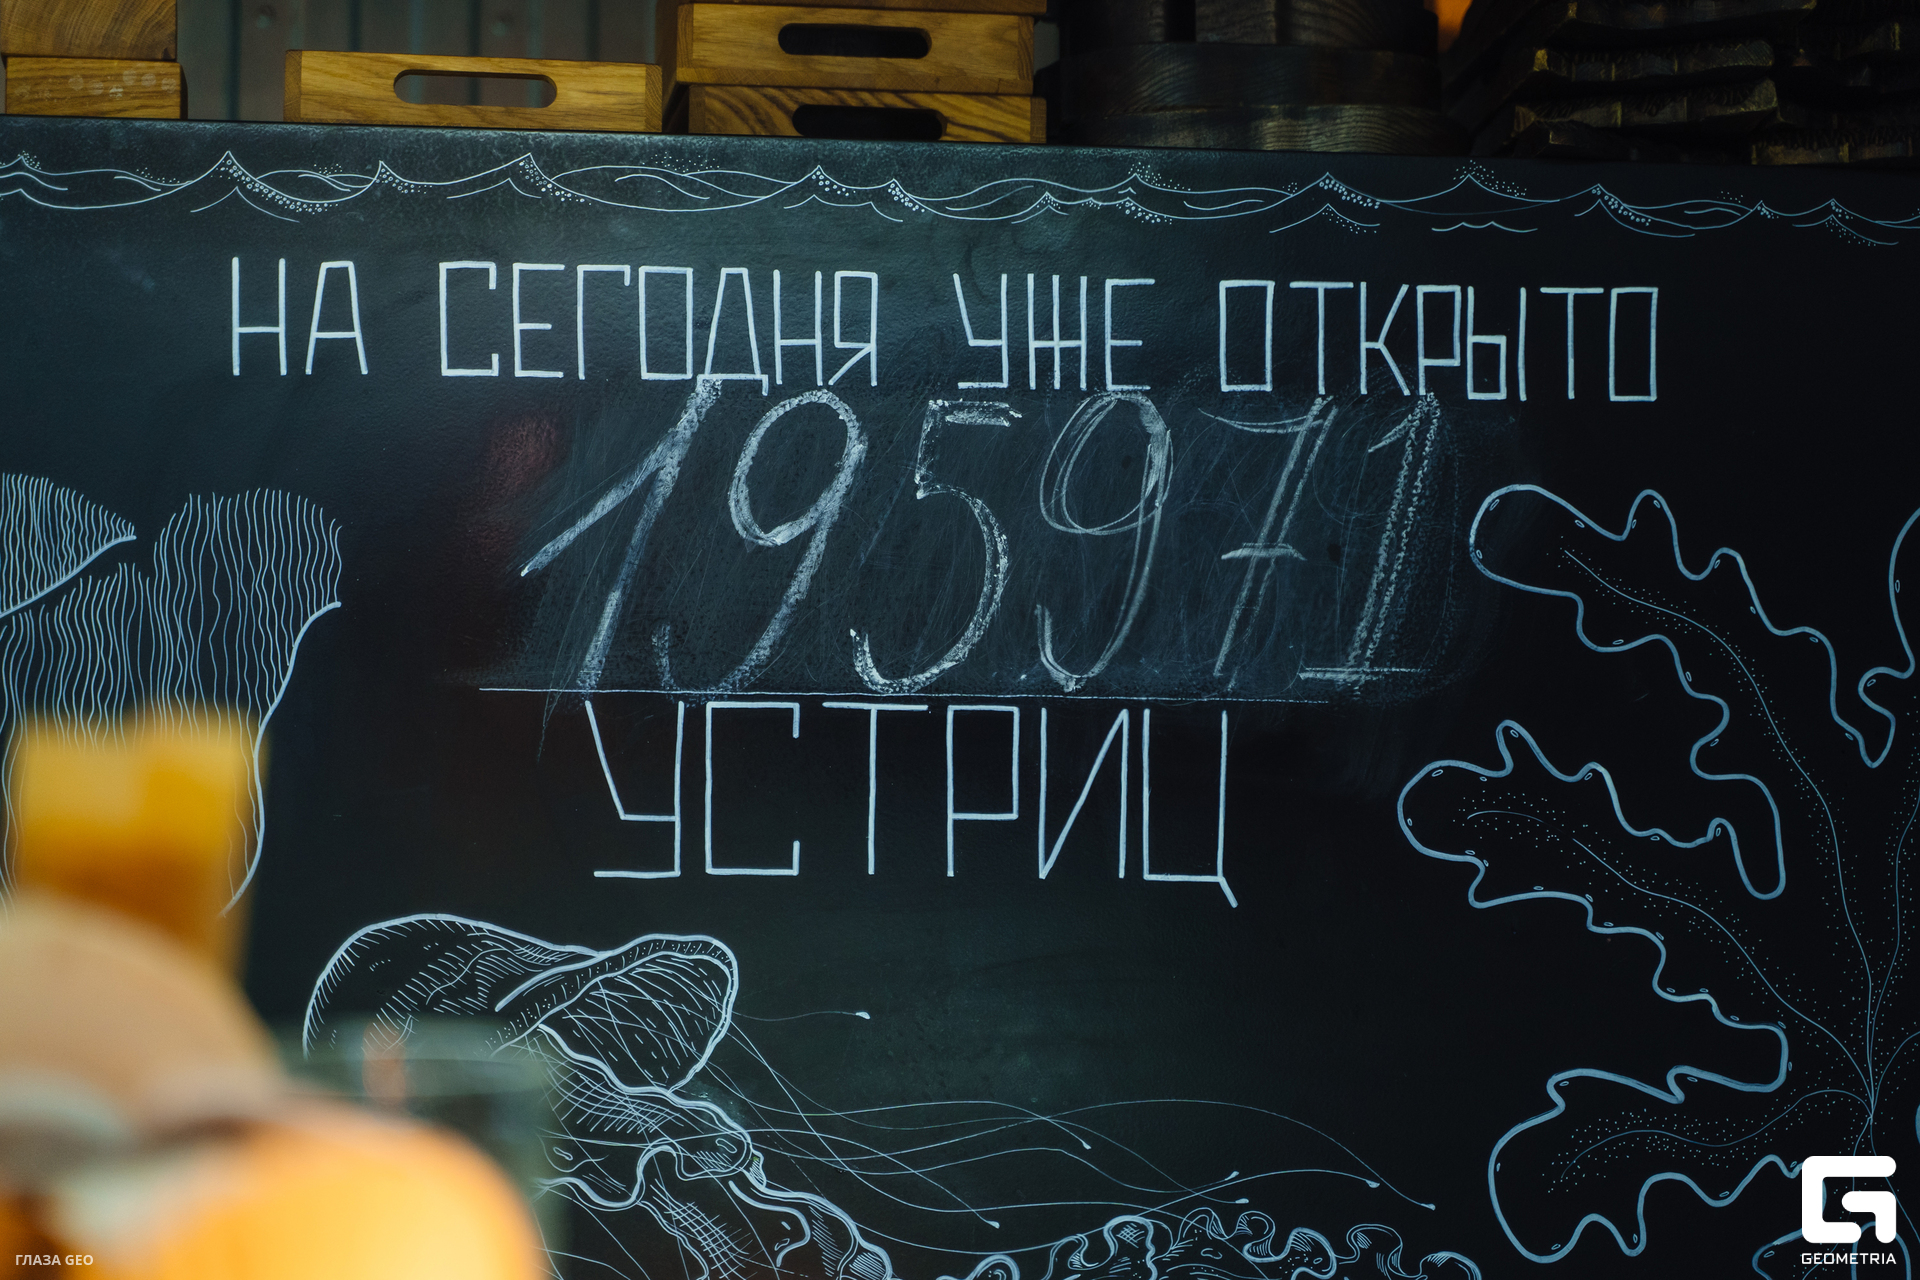 НА СЕГОДНЯ УЖЕ ОТКРЫТО
195971
УСТРИЦ
ГЛАЗА GEO
GEOMETRIA